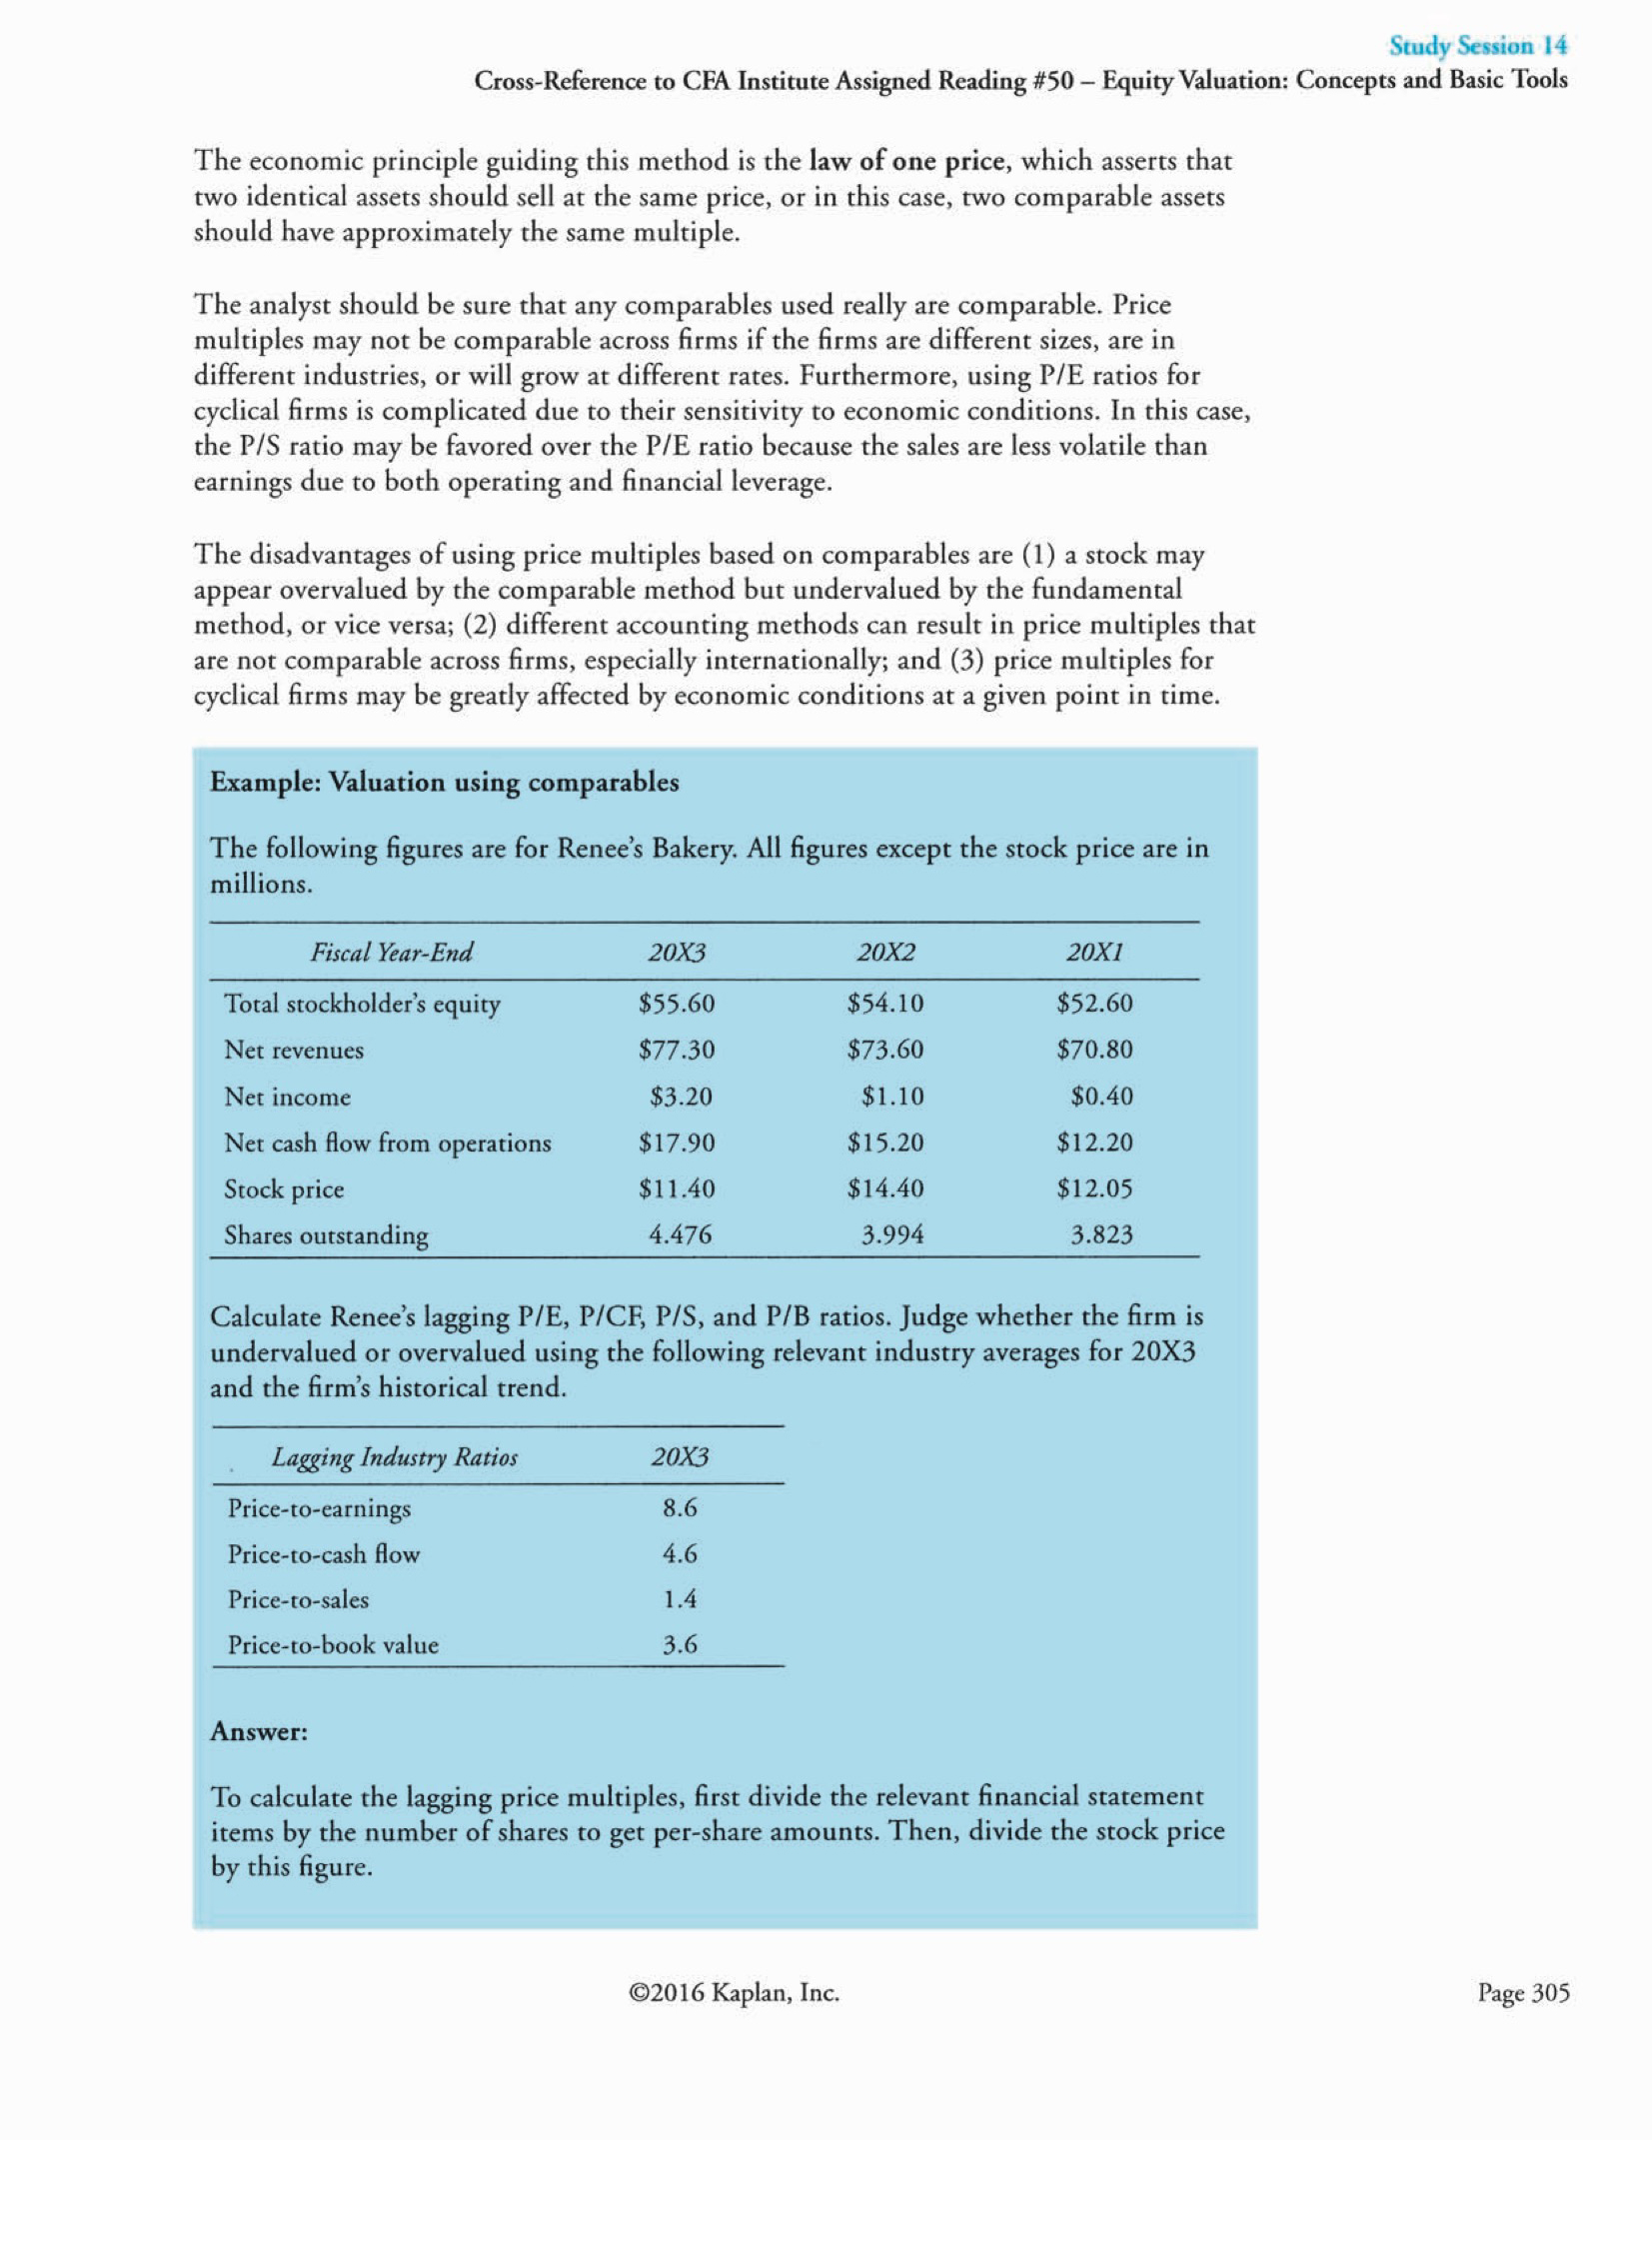 Study Session 14
Cross-Reference to CFA Institute Assigned Reading #50 – Equity Valuation: Concepts and Basic Tools
The economic principle guiding this method is the law of one price, which asserts that
two identical assets should sell at the same price, or in this case, two comparable assets
should have approximately the same multiple.
The analyst should be sure that any comparables used really are comparable. Price
multiples may not be comparable across firms if the firms are different sizes, are in
different industries, or will grow at different rates. Furthermore, using P/E ratios for
cyclical firms is complicated due to their sensitivity to economic conditions. In this case,
the P/S ratio may be favored over the P/E ratio because the sales are less volatile than
earnings due to both operating and financial leverage.
The disadvantages of using price multiples based on comparables are (1) a stock may
appear overvalued by the comparable method but undervalued by the fundamental
method, or vice versa; (2) different accounting methods can result in price multiples that
are not comparable across firms, especially internationally; and (3) price multiples for
cyclical firms may be greatly affected by economic conditions at a given point in time.
Example: Valuation using comparables
The following figures are for Renee's Bakery. All figures except the stock price are in
millions.
Fiscal Year-End 20X3 20X2 20X1
Total stockholder's equity $55.60 $54.10 $52.60
Net revenues $77.30 $73.60 $70.80
Net income $3.20 $1.10 $0.40
Net cash flow from operations $17.90 $15.20 $12.20
Stock price $11.40 $14.40 $12.05
Shares outstanding 4.476 3.994 3.823
Calculate Renee's lagging P/E, P/CF, P/S, and P/B ratios. Judge whether the firm is
undervalued or overvalued using the following relevant industry averages for 20X3
and the firm's historical trend.
Lagging Industry Ratios 20X3
Price-to-earnings 8.6
Price-to-cash flow 4.6
Price-to-sales 1.4
Price-to-book value 3.6
Answer:
To calculate the lagging price multiples, first divide the relevant financial statement
items by the number of shares to get per-share amounts. Then, divide the stock price
by this figure.
©2016 Kaplan, Inc. Page 305